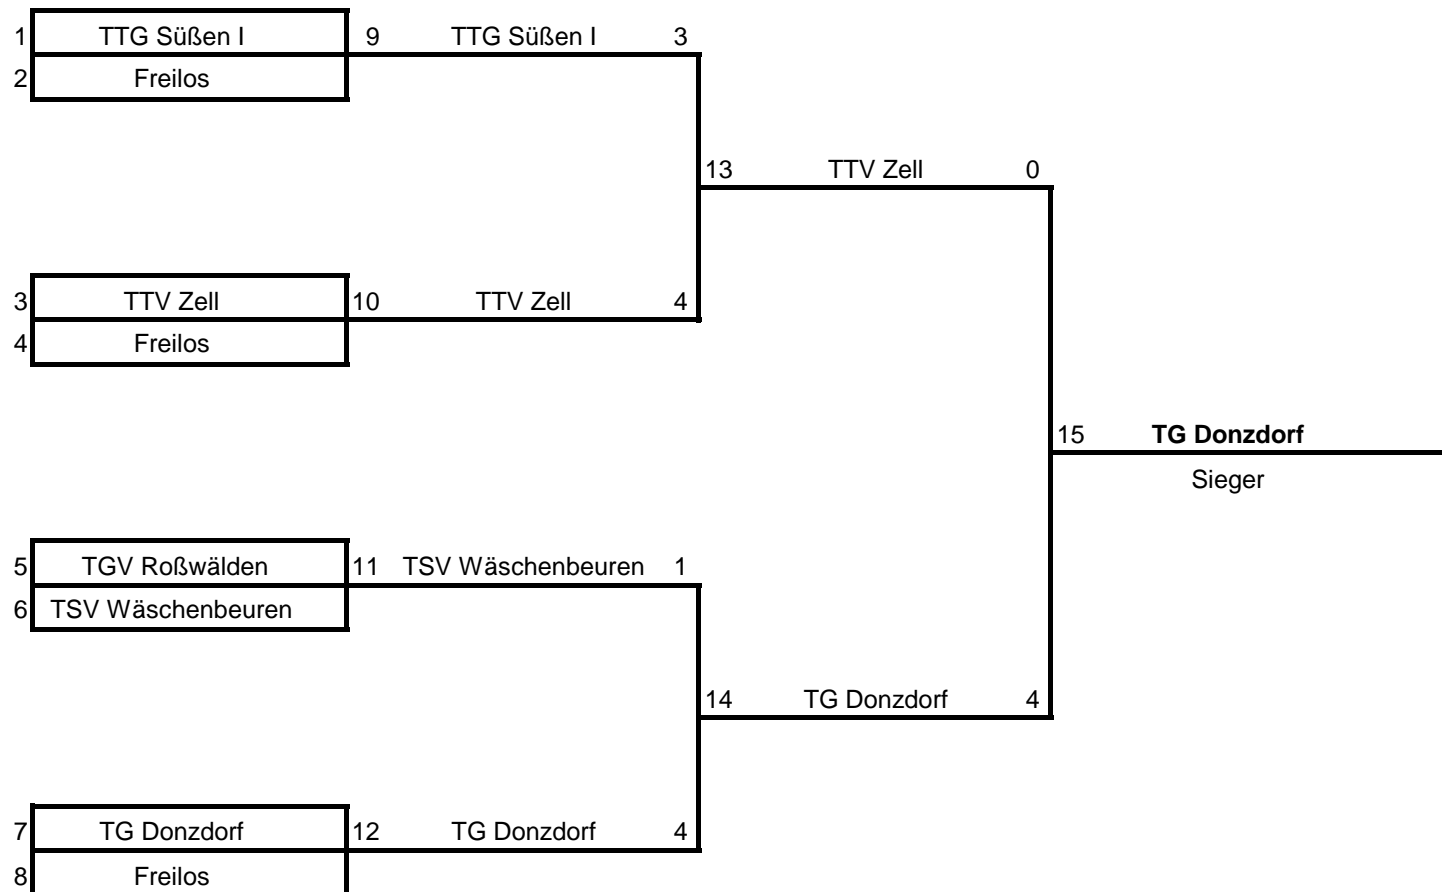 1 TTG Süßen I 9 TTG Süßen I 3
2 Freilos
13 TTV Zell 0
3 TTV Zell 10 TTV Zell 4
4 Freilos
15 TG Donzdorf
Sieger
5 TGV Roßwälden 11 TSV Wäschenbeuren 1
6 TSV Wäschenbeuren
14 TG Donzdorf 4
7 TG Donzdorf 12 TG Donzdorf 4
8 Freilos